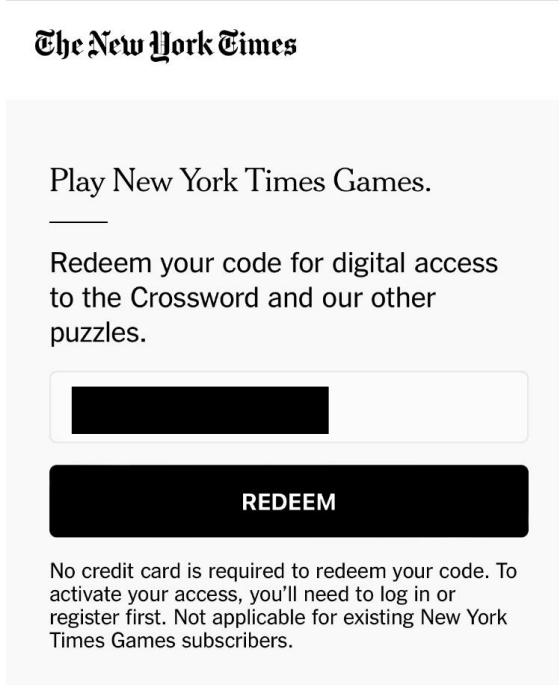 The New York Times
Play New York Times Games.
Redeem your code for digital access
to the Crossword and our other
puzzles.
REDEEM
No credit card is required to redeem your code. To
activate your access, you’ll need to log in or
register first. Not applicable for existing New York
Times Games subscribers.